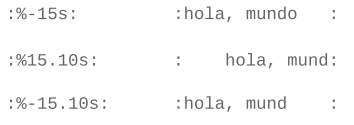 :%-15s:         :hola, mundo   :
:%15.10s:       :    hola, mund:
:%-15.10s:      :hola, mund    :